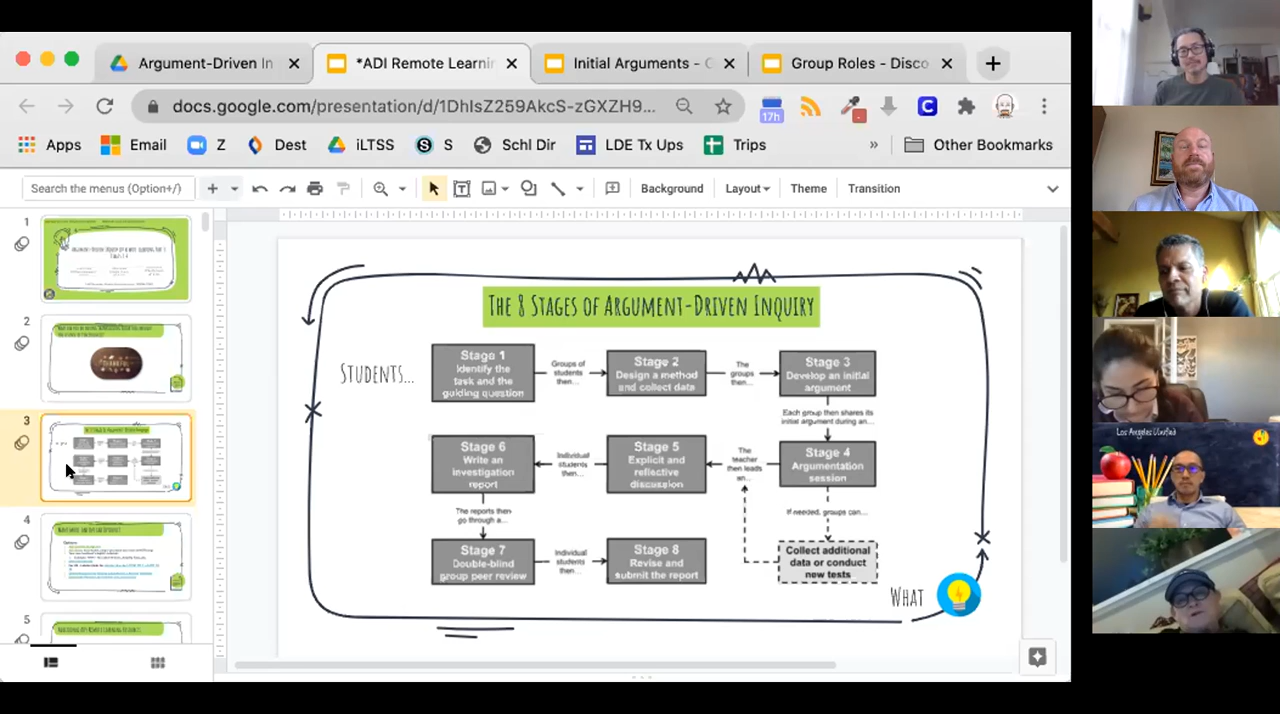 Argument-Driven In
*ADI Remote Learnin
Initial Arguments - G
Group Roles - Disco
docs.google.com/presentation/d/1DhIsZ259AkcS-zGXZH9...
17h
C
Apps
Email
Z
Dest
iLTSS
S
Schl Dir
LDE Tx Ups
Trips
»
Other Bookmarks
Search the menus (Option+/)
Background
Layout
Theme
Transition
1
2
3
4
5
THE 8 STAGES OF ARGUMENT-DRIVEN INQUIRY
STUDENTS...
Stage 1
Identify the
task and the
guiding question
Groups of
students
then...
Stage 2
Design a method
and collect data
The
groups
then...
Stage 3
Develop an initial
argument
Each group then shares its
initial argument during an...
Stage 4
Argumentation
session
The
teacher
then leads
an...
Stage 5
Explicit and
reflective
discussion
Individual
students
then...
Stage 6
Write an
investigation
report
The reports then
go through a...
If needed, groups can...
Stage 7
Double-blind
group peer review
Individual
students
then...
Stage 8
Revise and
submit the report
Collect additional
data or conduct
new tests
WHAT
Los Angeles Unified